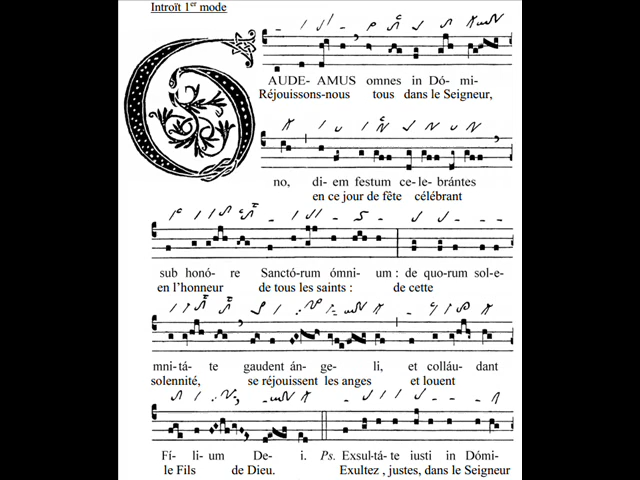 Introït 1er mode
AUDE- AMUS omnes in Dó- mi-
Réjouissons-nous tous dans le Seigneur,
no, di- em festum ce- le- brántes
en ce jour de fête célébrant
sub honó- re Sanctó-rum ómni- um : de quo-rum sol-e-
en l'honneur de tous les saints : de cette
mni-tá- te gaudent án- ge- li, et colláu- dant
solennité, se réjouissent les anges et louent
Fí- li- um De- i. Ps. Exsul-tá- te iusti in Dómi-
le Fils de Dieu. Exultez , justes, dans le Seigneur